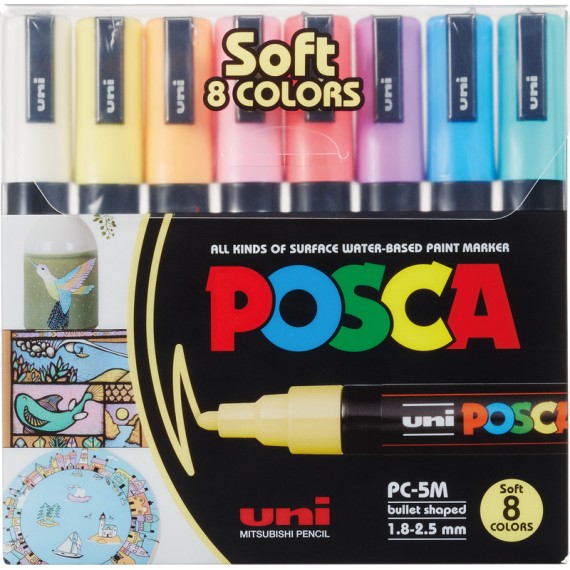 uni uni uni uni uni uni uni uni
Soft
8 COLORS
ALL KINDS OF SURFACE WATER-BASED PAINT MARKER
POSCA
uni POSCA
PC-5M
bullet shaped
1.8-2.5 mm
Soft
8
COLORS
uni
MITSUBISHI PENCIL